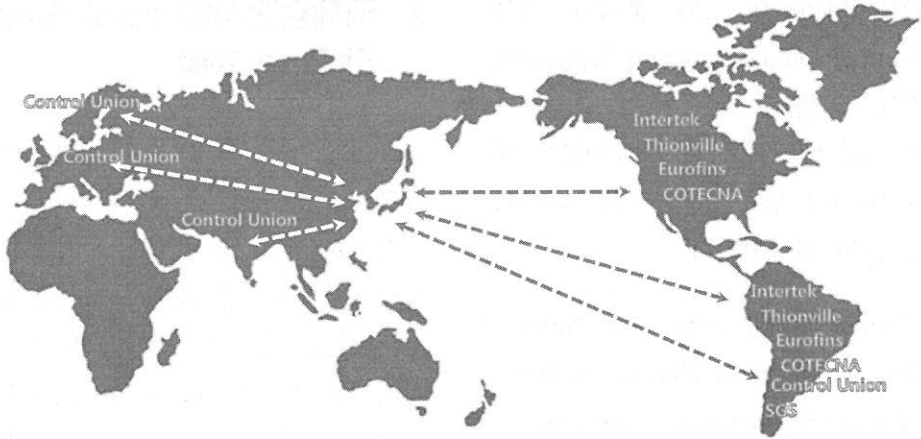 Control Union
Control Union
Control Union
Intertek
Thionville
Eurofins
COTECNA
Intertek
Thionville
Eurofins
COTECNA
Control Union
SGS